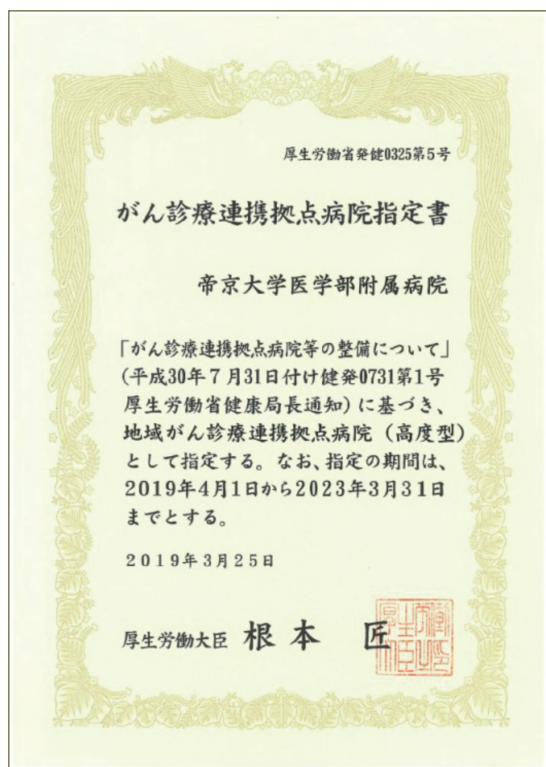 厚生労働省発健0325第5号
がん診療連携拠点病院指定書
帝京大学医学部附属病院
「がん診療連携拠点病院等の整備について」
(平成30年7月31日付け健発0731第1号
厚生労働省健康局長通知)に基づき、
地域がん診療連携拠点病院(高度型)
として指定する。なお、指定の期間は、
2019年4月1日から2023年3月31日
までとする。
2019年3月25日
厚生労働大臣 根本 匠